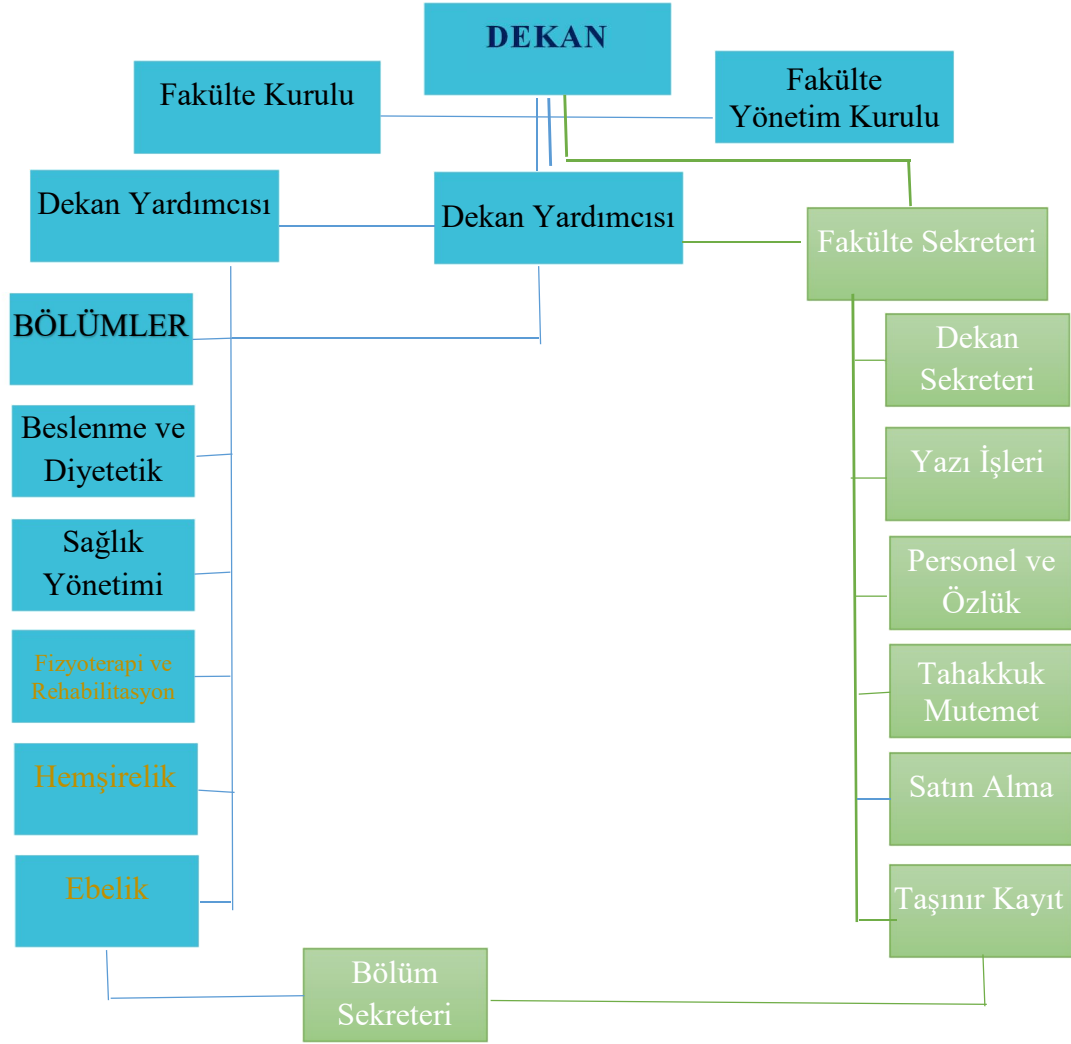 DEKAN
Fakülte Kurulu
Fakülte
Yönetim Kurulu
Dekan Yardımcısı
Dekan Yardımcısı
Fakülte Sekreteri
BÖLÜMLER
Beslenme ve
Diyetetik
Sağlık
Yönetimi
Fizyoterapi ve
Rehabilitasyon
Hemşirelik
Ebelik
Dekan
Sekreteri
Yazı İşleri
Personel ve
Özlük
Tahakkuk
Mutemet
Satın Alma
Taşınır Kayıt
Bölüm
Sekreteri